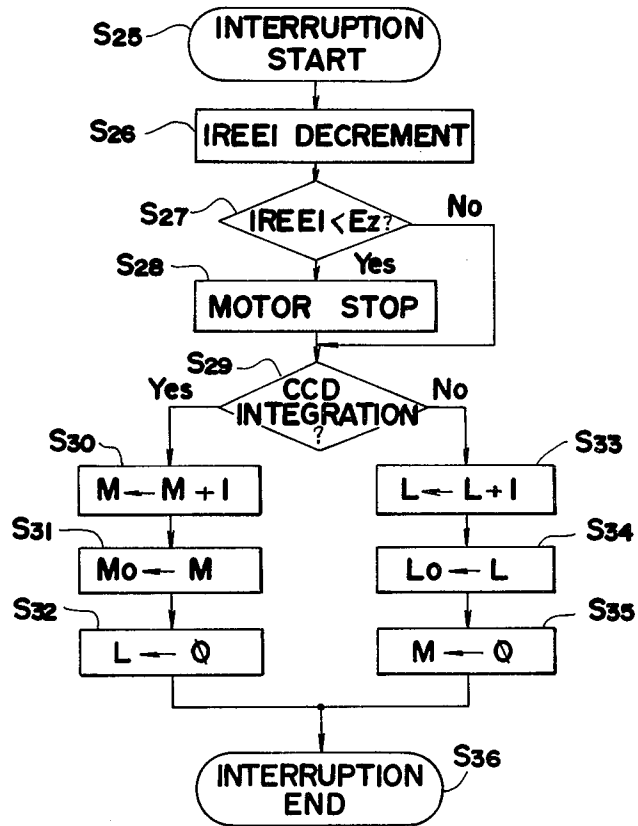 S25
INTERRUPTION
START
S26
IREEI DECREMENT
S27
IREEI < Ez?
No
Yes
S28
MOTOR STOP
S29
CCD
INTEGRATION
?
Yes
No
S30
M ← M + I
S33
L ← L + I
S31
Mo ← M
S34
Lo ← L
S32
L ← Ø
S35
M ← Ø
INTERRUPTION
END
S36